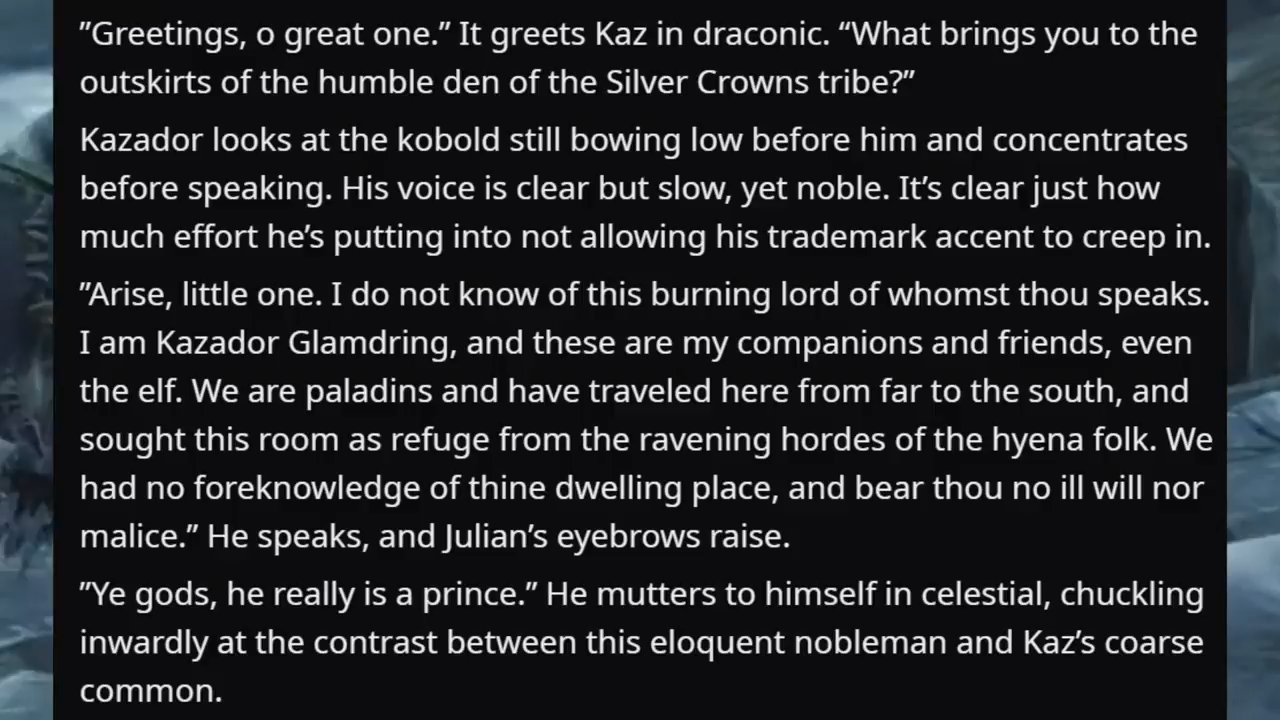 ”Greetings, o great one.” It greets Kaz in draconic. “What brings you to the
outskirts of the humble den of the Silver Crowns tribe?”
Kazador looks at the kobold still bowing low before him and concentrates
before speaking. His voice is clear but slow, yet noble. It’s clear just how
much effort he’s putting into not allowing his trademark accent to creep in.
”Arise, little one. I do not know of this burning lord of whomst thou speaks.
I am Kazador Glamdring, and these are my companions and friends, even
the elf. We are paladins and have traveled here from far to the south, and
sought this room as refuge from the ravening hordes of the hyena folk. We
had no foreknowledge of thine dwelling place, and bear thou no ill will nor
malice.” He speaks, and Julian’s eyebrows raise.
”Ye gods, he really is a prince.” He mutters to himself in celestial, chuckling
inwardly at the contrast between this eloquent nobleman and Kaz’s coarse
common.